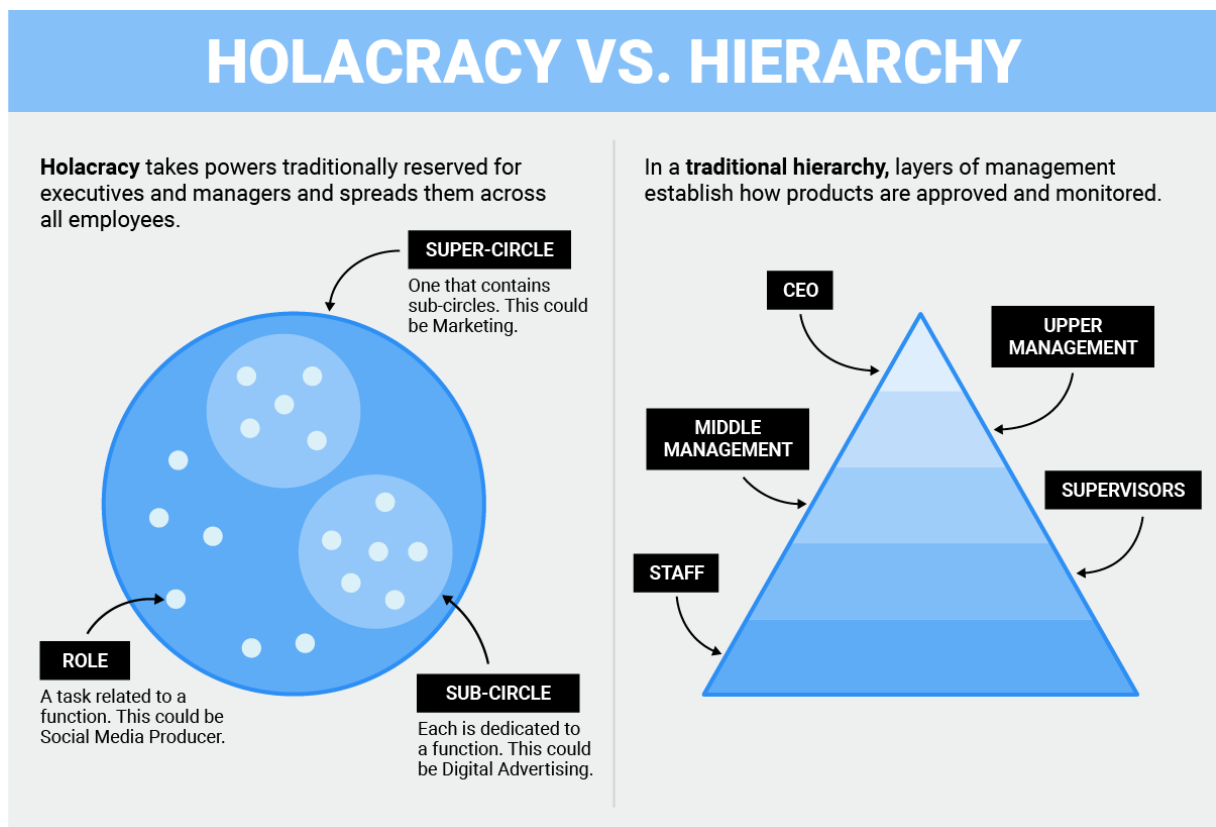 HOLACRACY VS. HIERARCHY
Holacracy takes powers traditionally reserved for
executives and managers and spreads them across
all employees.
SUPER-CIRCLE
One that contains
sub-circles. This could
be Marketing.
ROLE
A task related to a
function. This could be
Social Media Producer.
SUB-CIRCLE
Each is dedicated to
a function. This could
be Digital Advertising.
In a traditional hierarchy, layers of management
establish how products are approved and monitored.
CEO
UPPER
MANAGEMENT
MIDDLE
MANAGEMENT
SUPERVISORS
STAFF